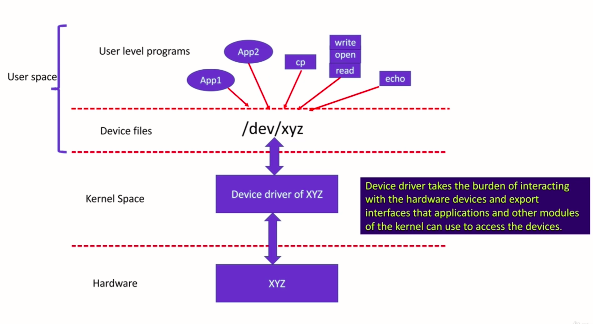 User level programs
App1
App2
cp
write
open
read
echo
User space
Device files
/dev/xyz
Kernel Space
Device driver of XYZ
Device driver takes the burden of interacting
with the hardware devices and export
interfaces that applications and other modules
of the kernel can use to access the devices.
Hardware
XYZ